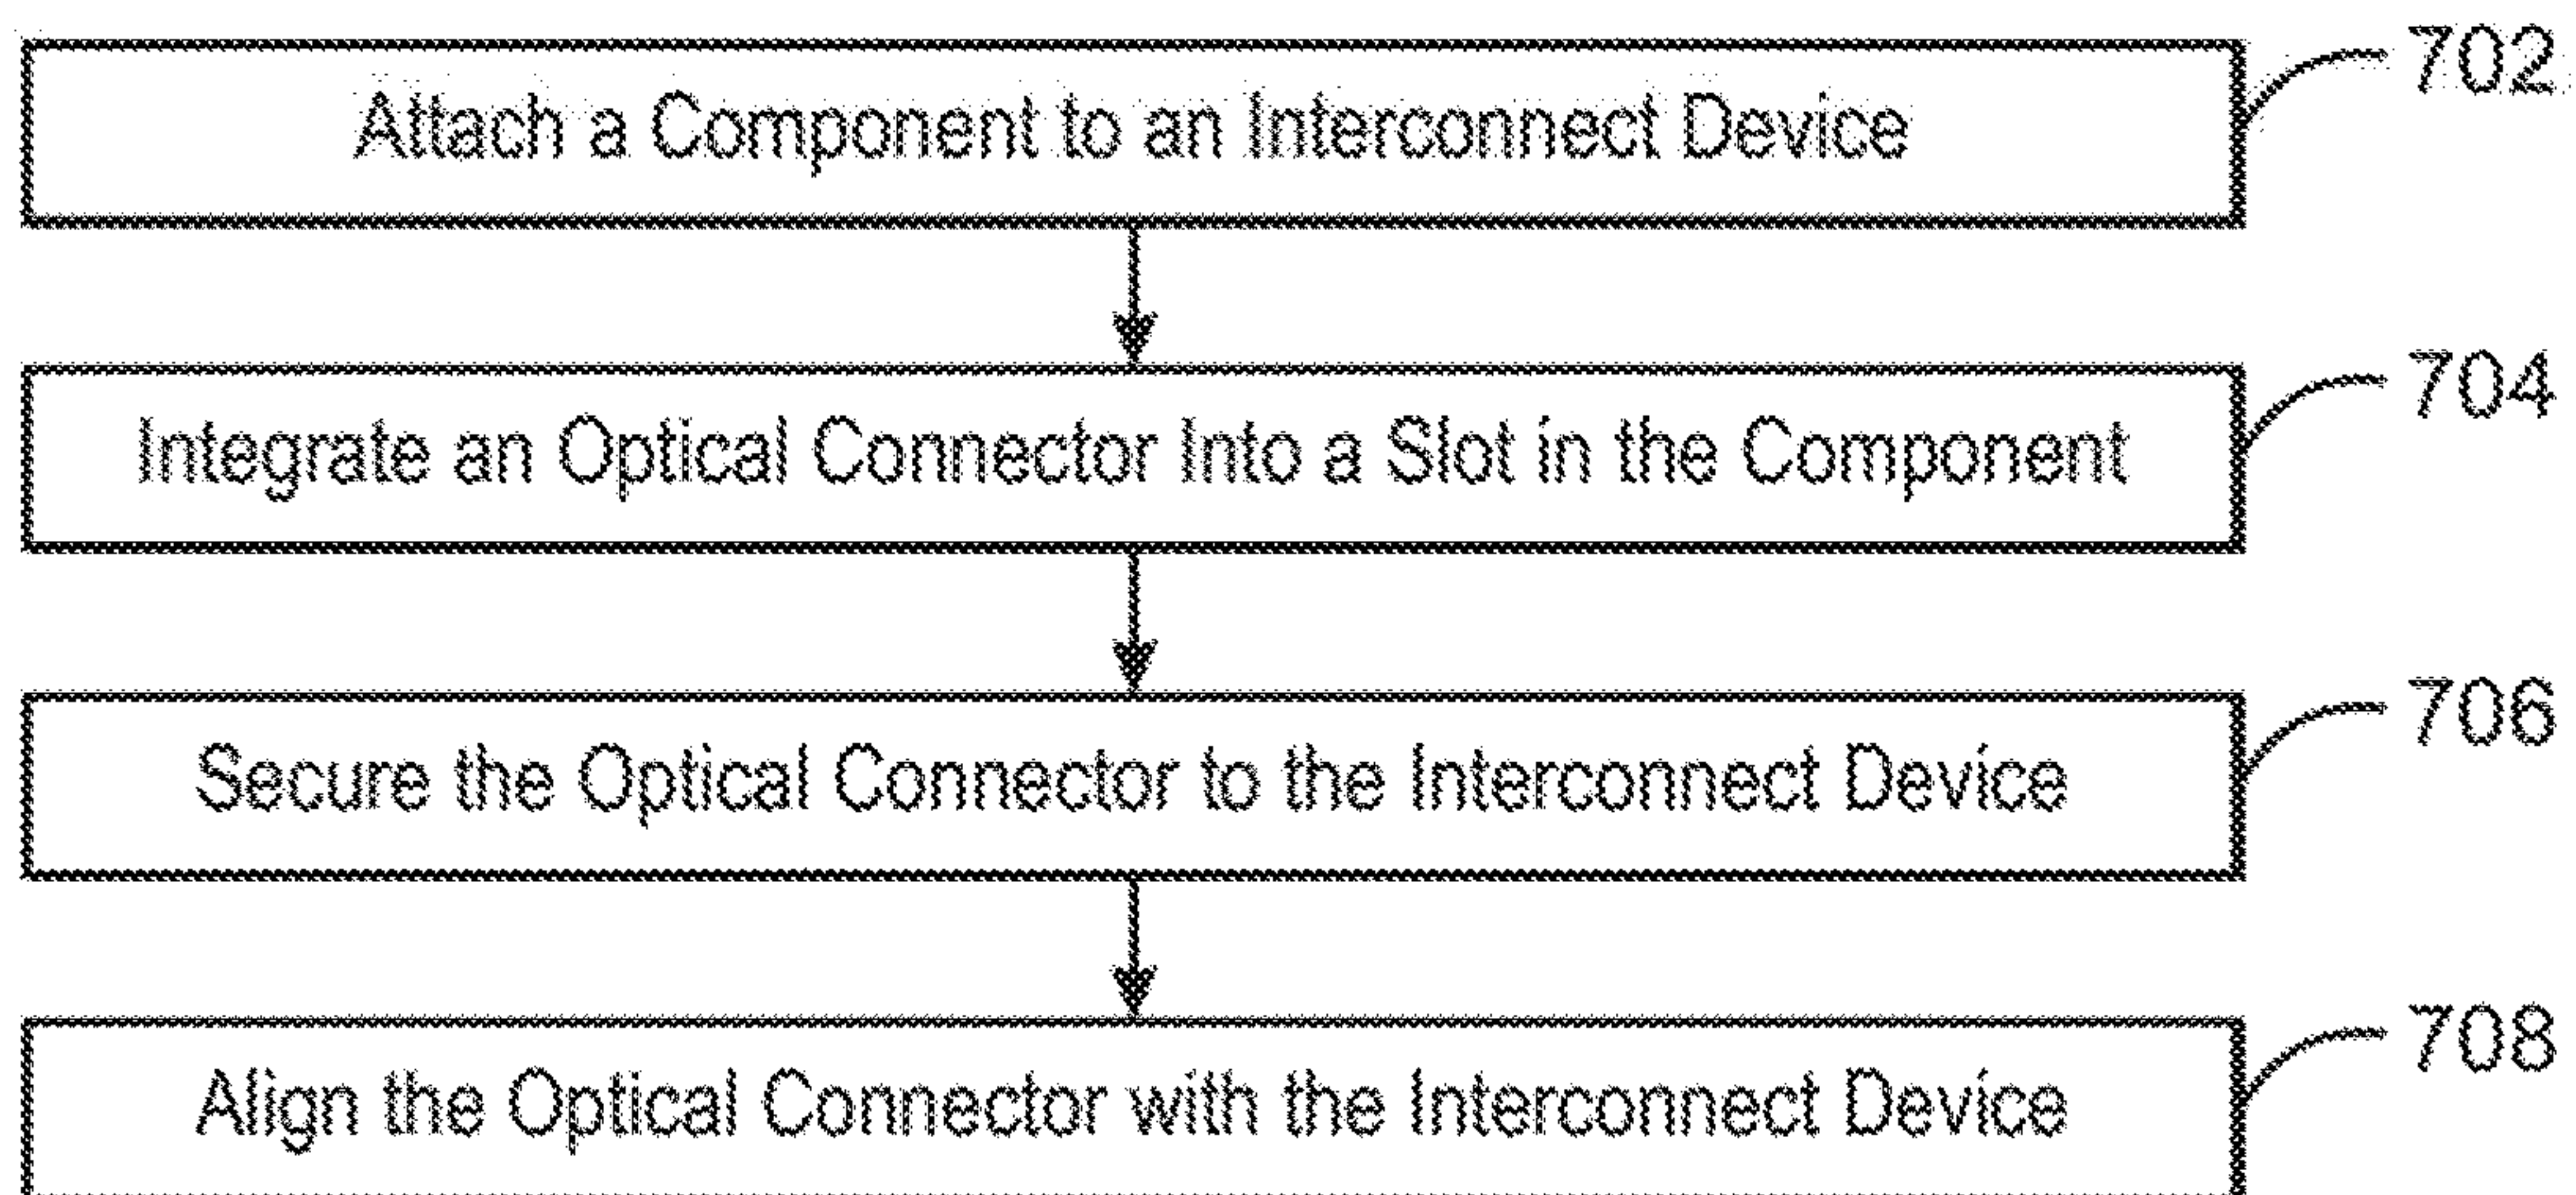 Attach a Component to an Interconnect Device
702
Integrate an Optical Connector Into a Slot in the Component
704
Secure the Optical Connector to the Interconnect Device
706
Align the Optical Connector with the Interconnect Device
708